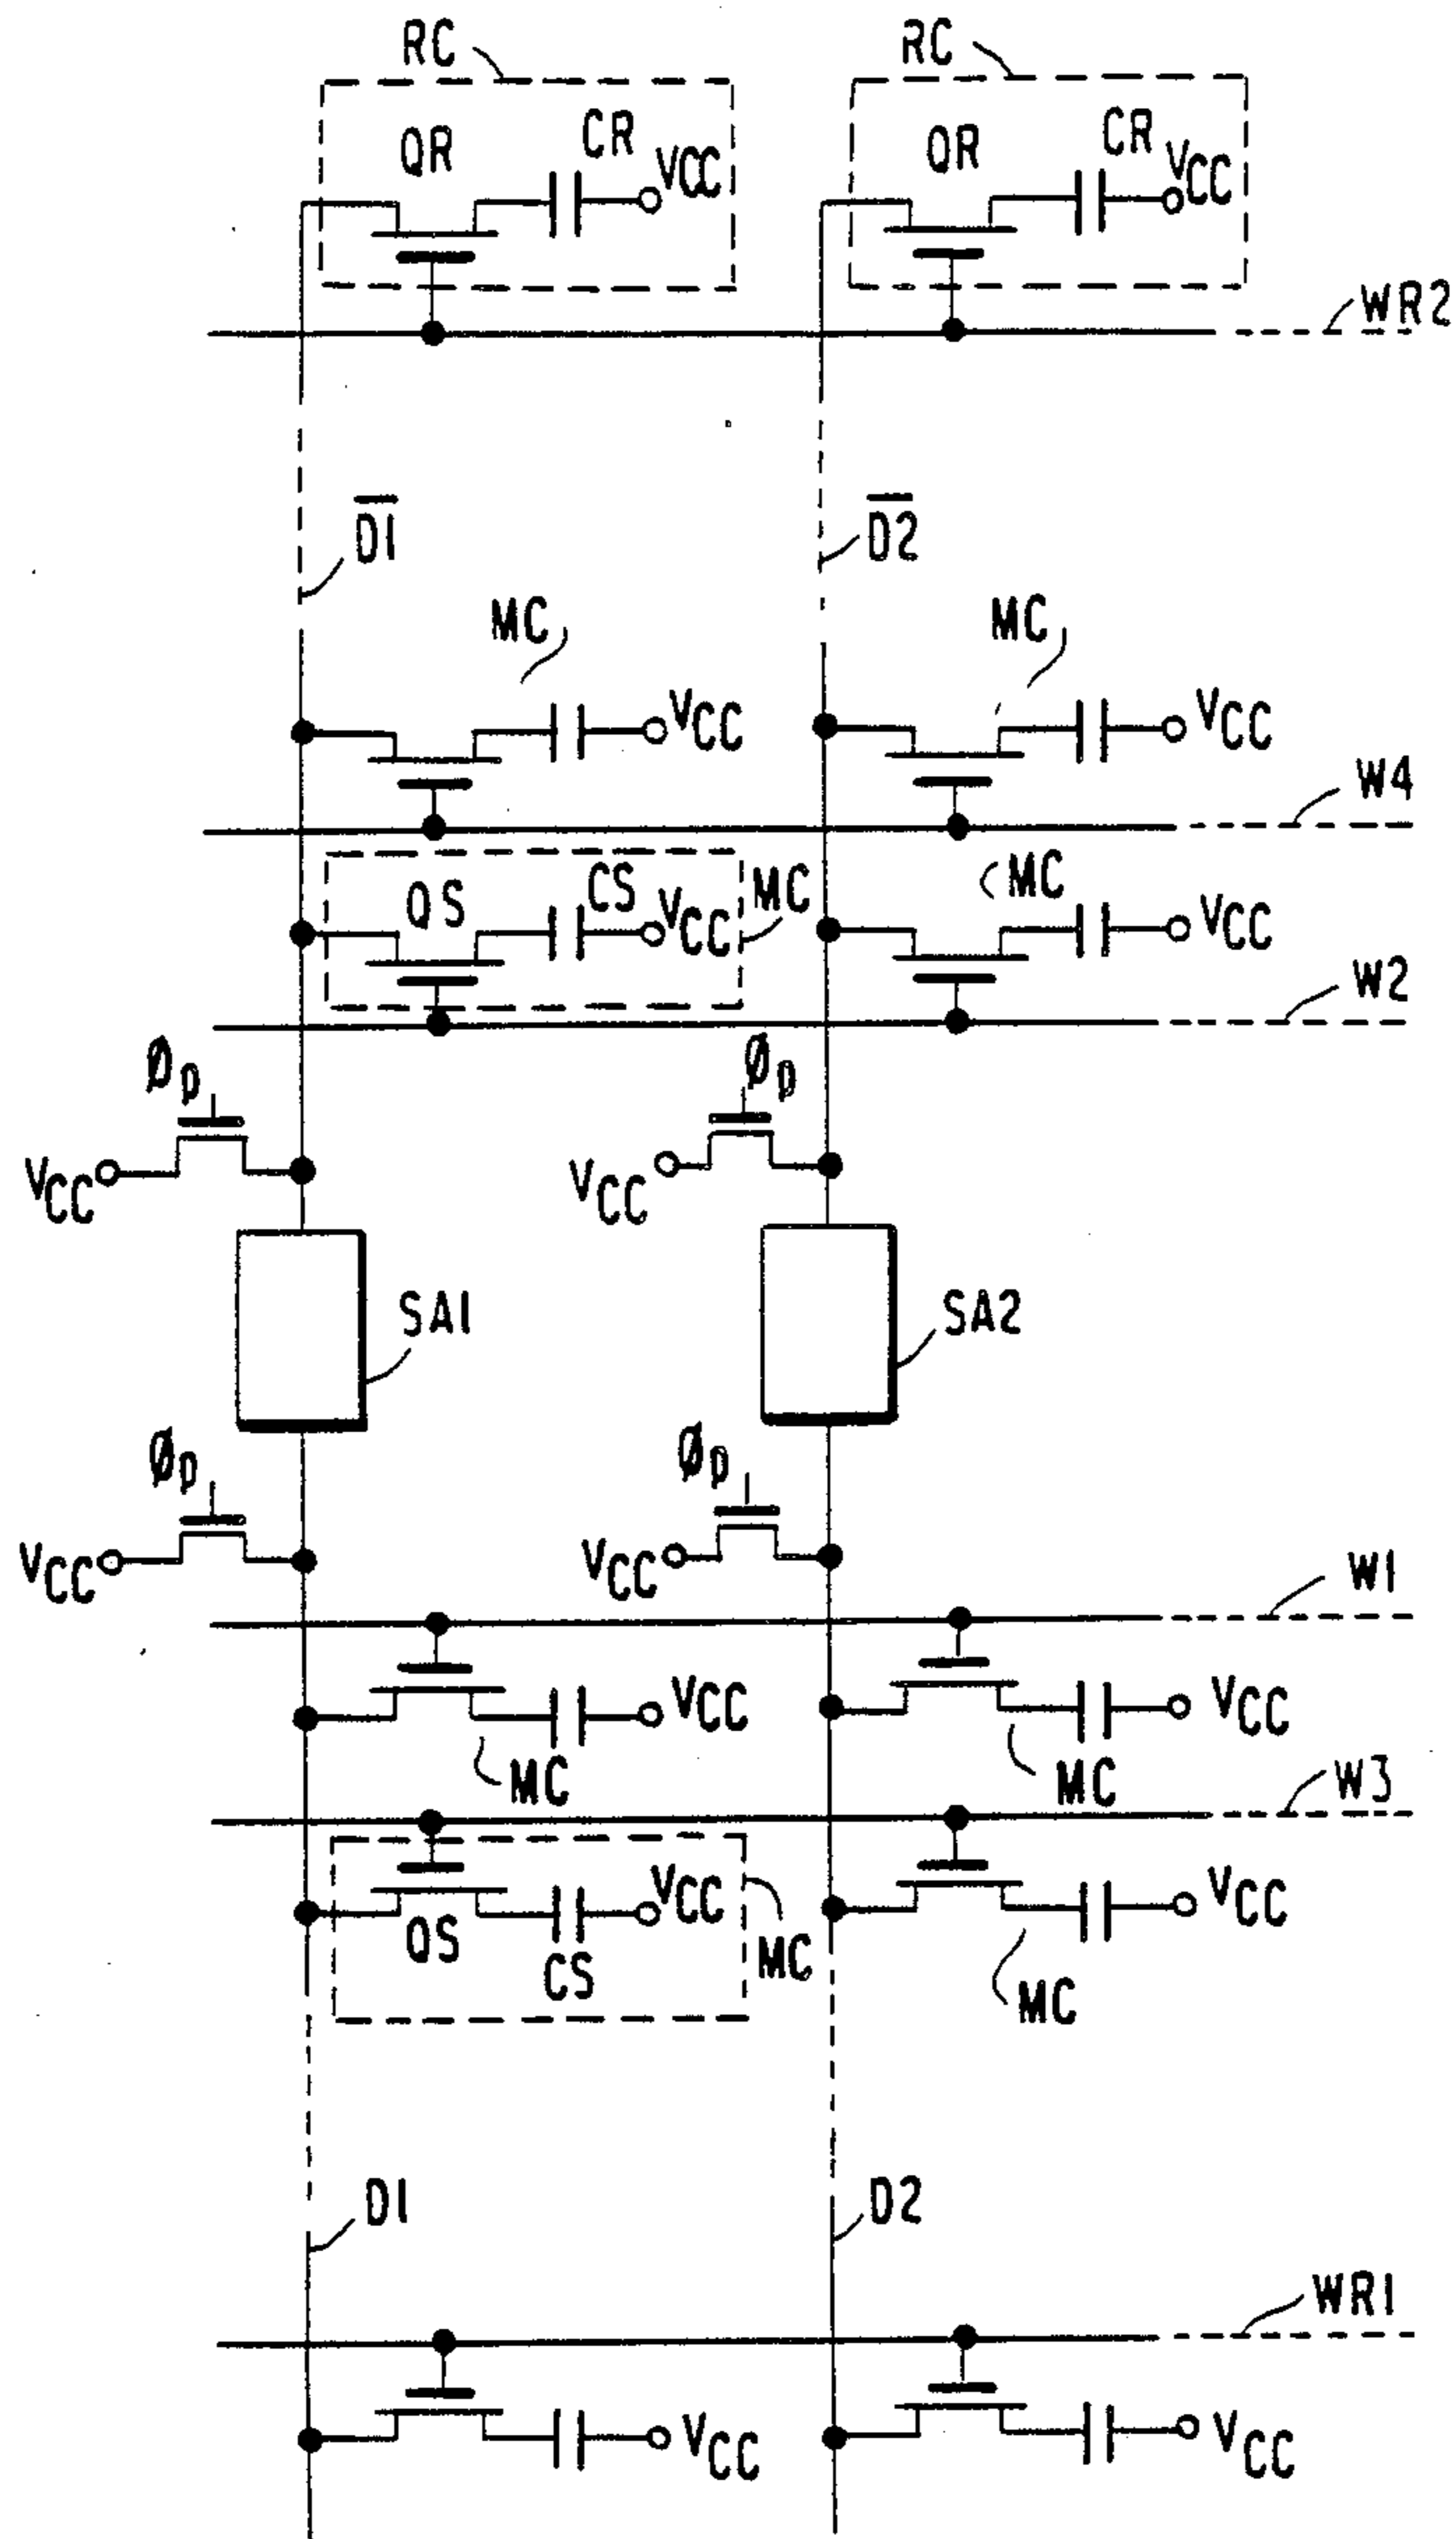 RC RC
QR CR VCC QR CR VCC
WR2
D̅1̅ D̅2̅
MC MC
VCC VCC
W4
QS CS VCC MC MC VCC
W2
Øp Øp
VCC VCC
SA1 SA2
Øp Øp
VCC VCC
W1
VCC VCC
MC MC
W3
VCC VCC
QS CS MC MC
D1 D2
WR1
VCC VCC